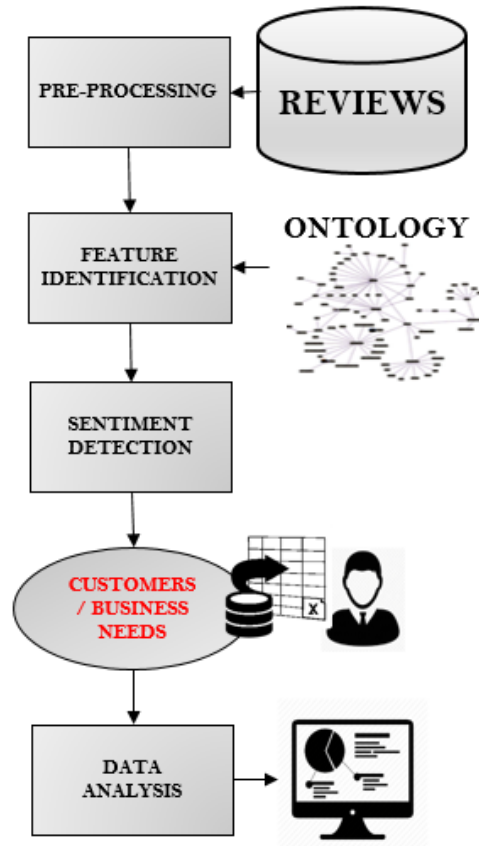 PRE-PROCESSING
REVIEWS
FEATURE
IDENTIFICATION
ONTOLOGY
SENTIMENT
DETECTION
CUSTOMERS
/ BUSINESS
NEEDS
X
DATA
ANALYSIS